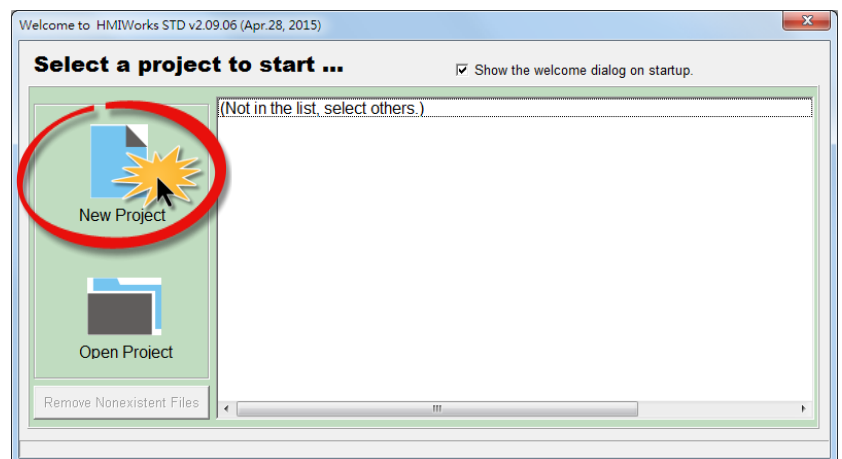 Welcome to HMIWorks STD v2.09.06 (Apr.28, 2015)
Select a project to start ...
Show the welcome dialog on startup.
(Not in the list, select others.)
New Project
Open Project
Remove Nonexistent Files